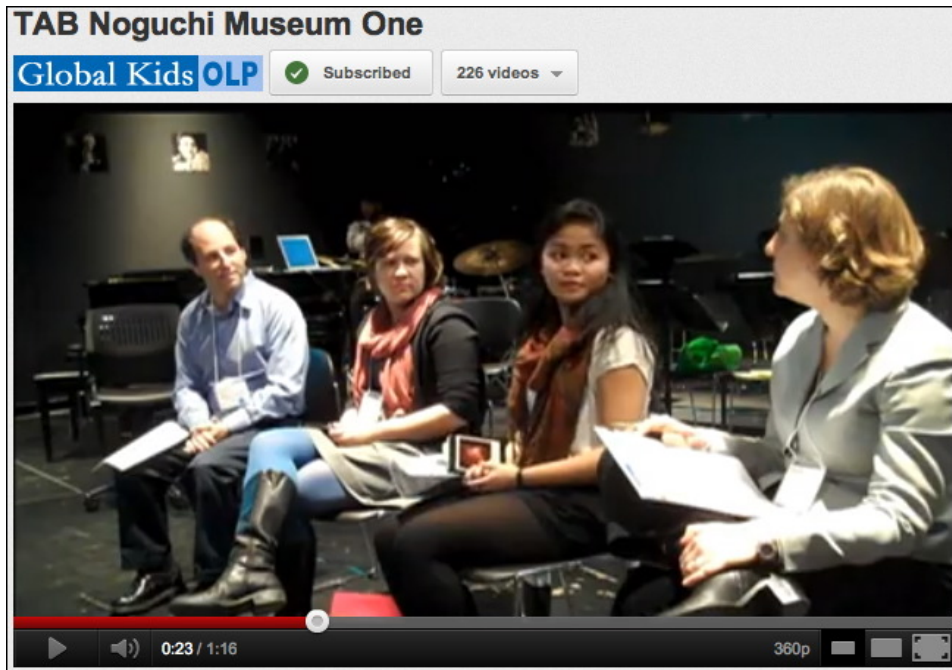 TAB Noguchi Museum One
Global Kids OLP Subscribed 226 videos
0:23 / 1:16 360p